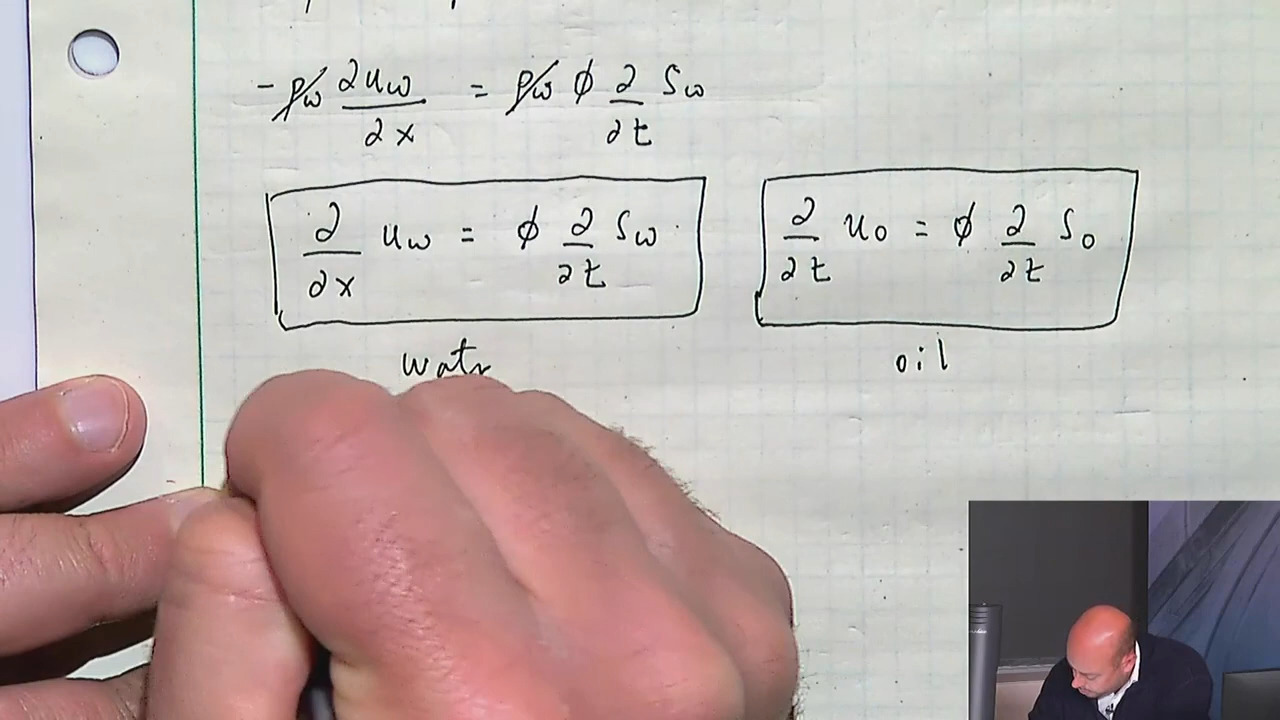 - ρw ∂uw/∂x = ρw ϕ ∂/∂t Sw
∂/∂x uw = ϕ ∂/∂t Sw
∂/∂t uo = ϕ ∂/∂t So
oil